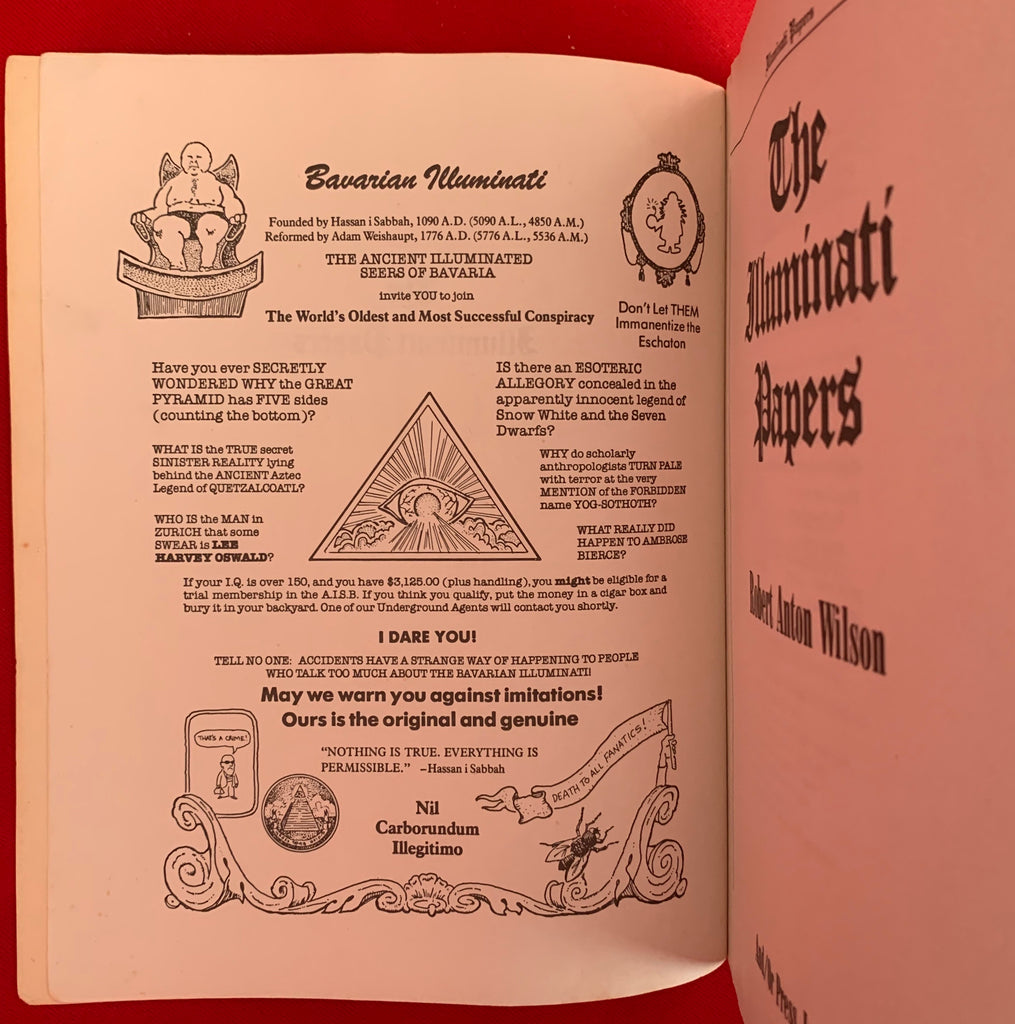 Bavarian Illuminati
Founded by Hassan i Sabbah, 1090 A.D. (5090 A.L., 4850 A.M.)
Reformed by Adam Weishaupt, 1776 A.D. (5776 A.L., 5536 A.M.)
THE ANCIENT ILLUMINATED
SEERS OF BAVARIA
invite YOU to join
The World's Oldest and Most Successful Conspiracy
Don't Let THEM
Immanentize the
Eschaton
Have you ever SECRETLY
WONDERED WHY the GREAT
PYRAMID has FIVE sides
(counting the bottom)?
WHAT IS the TRUE secret
SINISTER REALITY lying
behind the ANCIENT Aztec
Legend of QUETZALCOATL?
WHO IS the MAN in
ZURICH that some
SWEAR is LEE
HARVEY OSWALD?
IS there an ESOTERIC
ALLEGORY concealed in the
apparently innocent legend of
Snow White and the Seven
Dwarfs?
WHY do scholarly
anthropologists TURN PALE
with terror at the very
MENTION of the FORBIDDEN
name YOG-SOTHOTH?
WHAT REALLY DID
HAPPEN TO AMBROSE
BIERCE?
If your I.Q. is over 150, and you have $3,125.00 (plus handling), you might be eligible for a
trial membership in the A.I.S.B. If you think you qualify, put the money in a cigar box and
bury it in your backyard. One of our Underground Agents will contact you shortly.
I DARE YOU!
TELL NO ONE: ACCIDENTS HAVE A STRANGE WAY OF HAPPENING TO PEOPLE
WHO TALK TOO MUCH ABOUT THE BAVARIAN ILLUMINATI!
May we warn you against imitations!
Ours is the original and genuine
THAT'S A CRIME!
"NOTHING IS TRUE. EVERYTHING IS
PERMISSIBLE." –Hassan i Sabbah
DEATH TO ALL FANATICS!
Nil
Carborundum
Illegitimo
Illuminati Papers
The
Illuminati
Papers
Robert Anton Wilson
And/Or Press